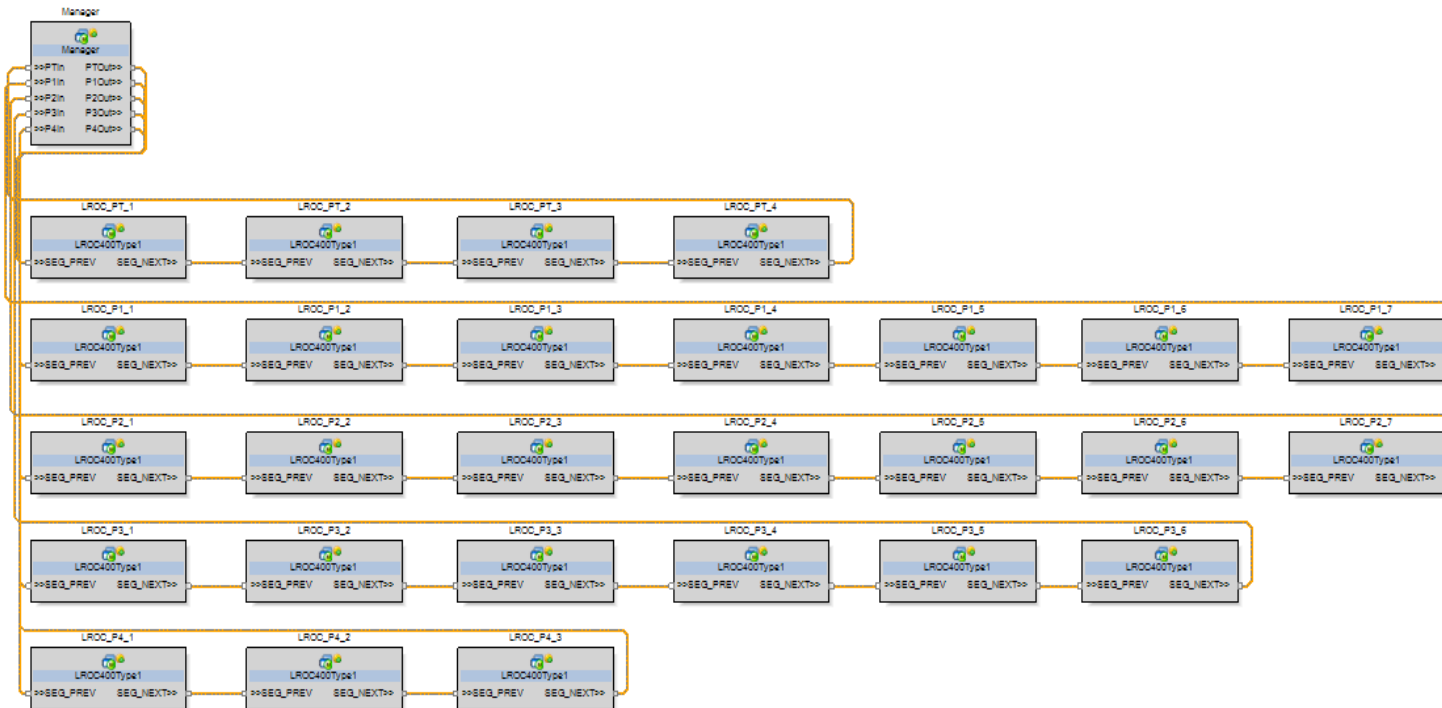 Manager
Manager
>>PTIn PTOut>>
>>P1In P1Out>>
>>P2In P2Out>>
>>P3In P3Out>>
>>P4In P4Out>>
LROC_PT_1 LROC_PT_2 LROC_PT_3 LROC_PT_4
LROC400Type1 LROC400Type1 LROC400Type1 LROC400Type1
>>SEG_PREV SEG_NEXT>> >>SEG_PREV SEG_NEXT>> >>SEG_PREV SEG_NEXT>> >>SEG_PREV SEG_NEXT>>
LROC_P1_1 LROC_P1_2 LROC_P1_3 LROC_P1_4 LROC_P1_5 LROC_P1_6 LROC_P1_7
LROC400Type1 LROC400Type1 LROC400Type1 LROC400Type1 LROC400Type1 LROC400Type1 LROC400Type1
>>SEG_PREV SEG_NEXT>> >>SEG_PREV SEG_NEXT>> >>SEG_PREV SEG_NEXT>> >>SEG_PREV SEG_NEXT>> >>SEG_PREV SEG_NEXT>> >>SEG_PREV SEG_NEXT>> >>SEG_PREV SEG_NEXT>>
LROC_P2_1 LROC_P2_2 LROC_P2_3 LROC_P2_4 LROC_P2_5 LROC_P2_6 LROC_P2_7
LROC400Type1 LROC400Type1 LROC400Type1 LROC400Type1 LROC400Type1 LROC400Type1 LROC400Type1
>>SEG_PREV SEG_NEXT>> >>SEG_PREV SEG_NEXT>> >>SEG_PREV SEG_NEXT>> >>SEG_PREV SEG_NEXT>> >>SEG_PREV SEG_NEXT>> >>SEG_PREV SEG_NEXT>> >>SEG_PREV SEG_NEXT>>
LROC_P3_1 LROC_P3_2 LROC_P3_3 LROC_P3_4 LROC_P3_5 LROC_P3_6
LROC400Type1 LROC400Type1 LROC400Type1 LROC400Type1 LROC400Type1 LROC400Type1
>>SEG_PREV SEG_NEXT>> >>SEG_PREV SEG_NEXT>> >>SEG_PREV SEG_NEXT>> >>SEG_PREV SEG_NEXT>> >>SEG_PREV SEG_NEXT>> >>SEG_PREV SEG_NEXT>>
LROC_P4_1 LROC_P4_2 LROC_P4_3
LROC400Type1 LROC400Type1 LROC400Type1
>>SEG_PREV SEG_NEXT>> >>SEG_PREV SEG_NEXT>> >>SEG_PREV SEG_NEXT>>